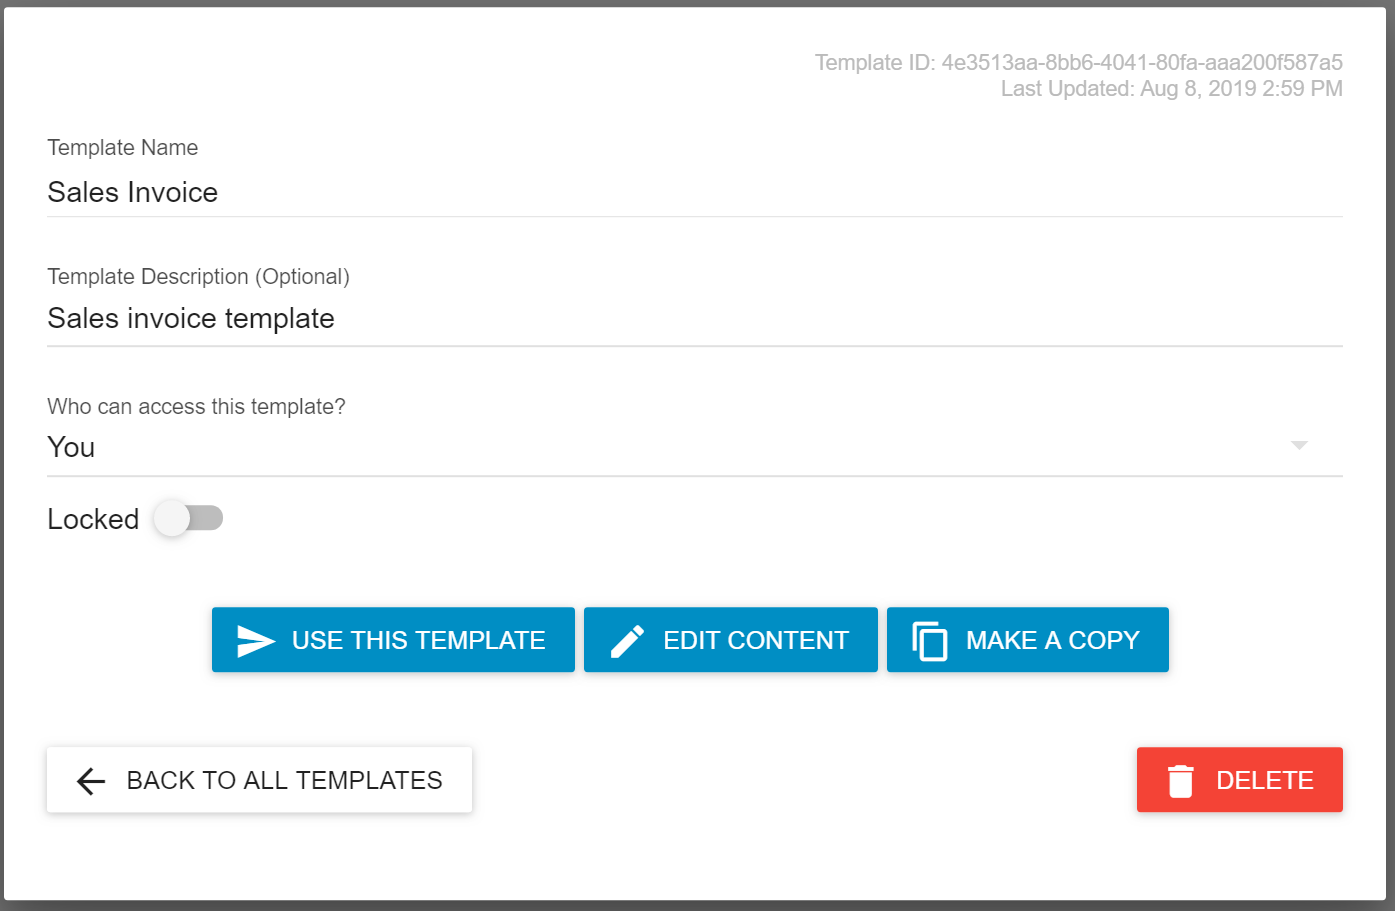 Template ID: 4e3513aa-8bb6-4041-80fa-aaa200f587a5
Last Updated: Aug 8, 2019 2:59 PM
Template Name
Sales Invoice
Template Description (Optional)
Sales invoice template
Who can access this template?
You
Locked
USE THIS TEMPLATE
EDIT CONTENT
MAKE A COPY
BACK TO ALL TEMPLATES
DELETE